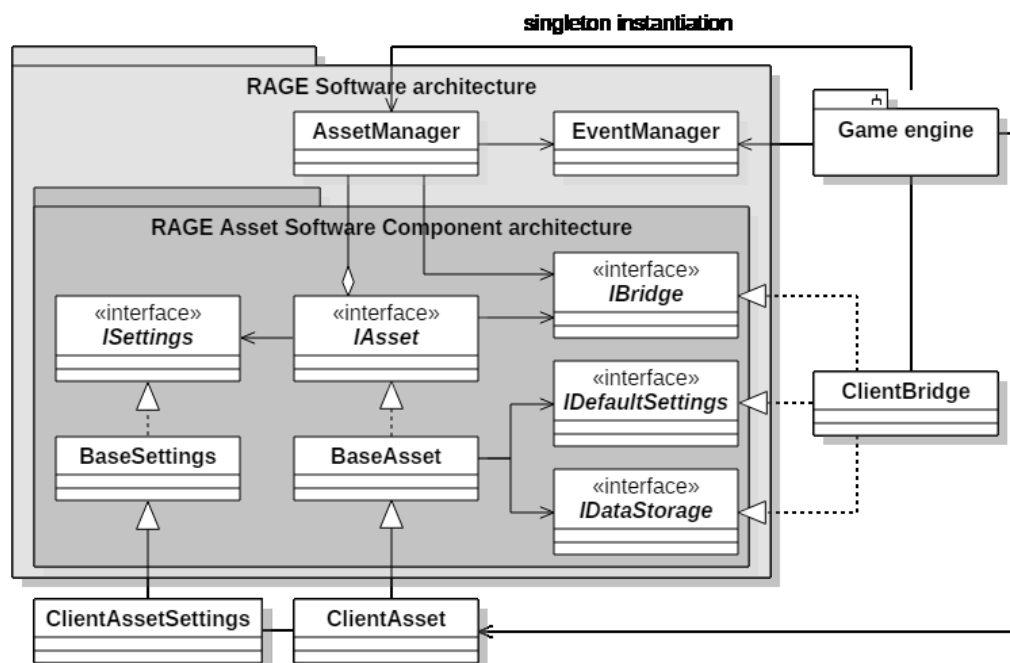 singleton instantiation
RAGE Software architecture
AssetManager
EventManager
Game engine
RAGE Asset Software Component architecture
«interface»
IBridge
«interface»
ISettings
«interface»
IAsset
«interface»
IDefaultSettings
ClientBridge
BaseSettings
BaseAsset
«interface»
IDataStorage
ClientAssetSettings
ClientAsset